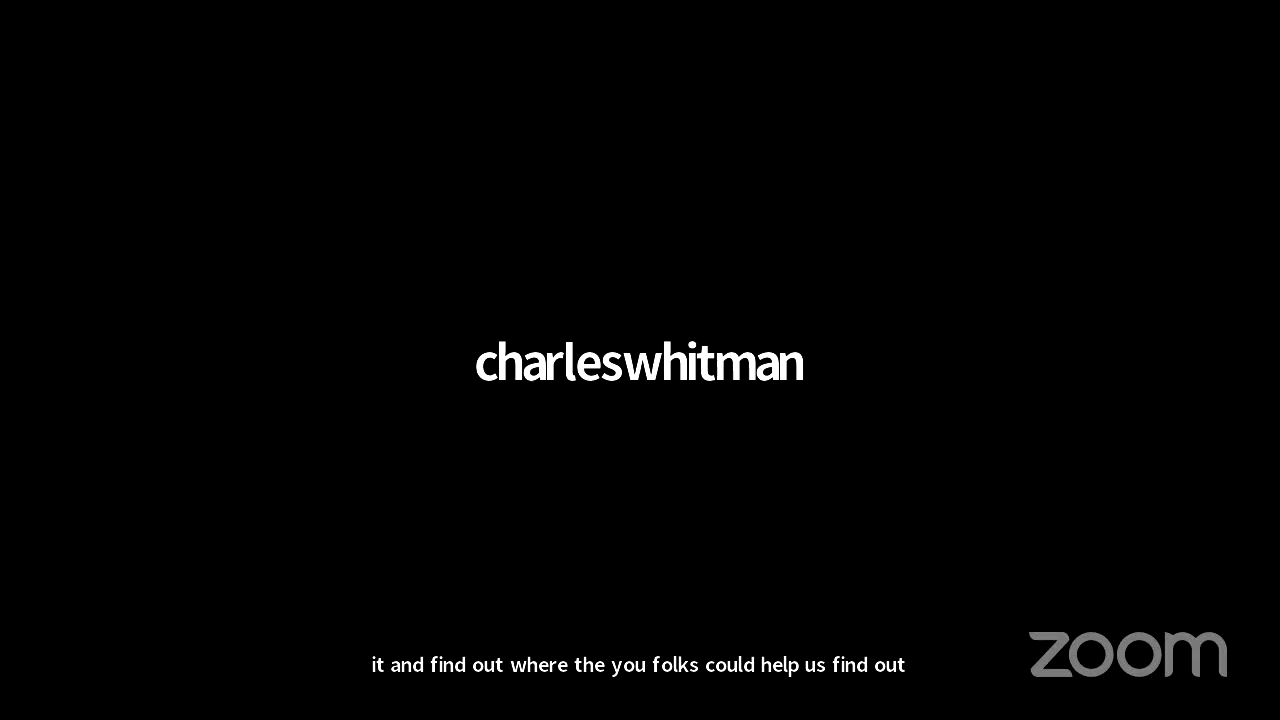 charleswhitman
it and find out where the you folks could help us find out
zoom